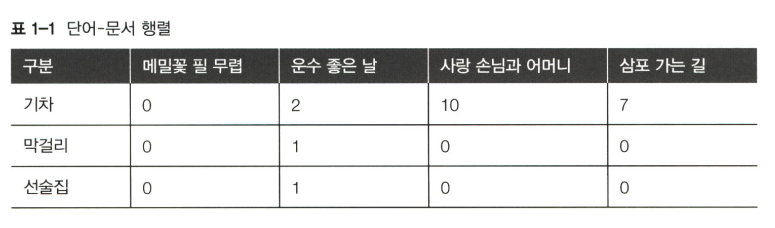 표 1-1 단어-문서 행렬
구분 메밀꽃 필 무렵 운수 좋은 날 사랑 손님과 어머니 삼포 가는 길
기차 0 2 10 7
막걸리 0 1 0 0
선술집 0 1 0 0